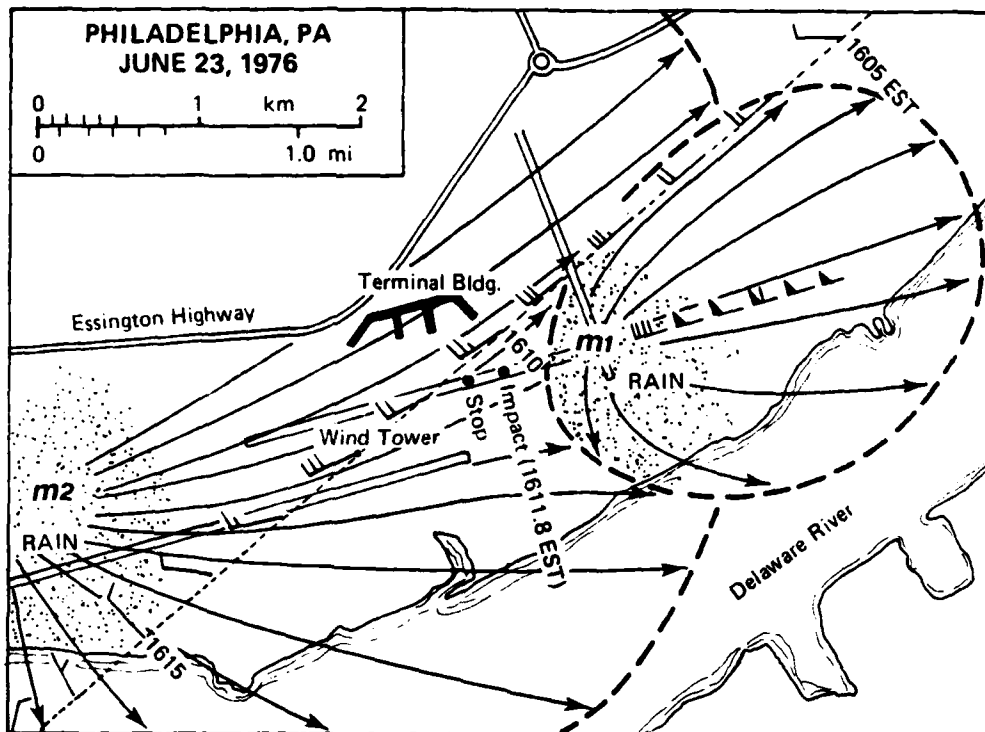 PHILADELPHIA, PA
JUNE 23, 1976
0 1 km 2
0 1.0 mi
1605 EST
Terminal Bldg.
Essington Highway
1610
m1
RAIN
Impact (1611.8 EST)
Stop
Wind Tower
m2
RAIN
Delaware River
1615